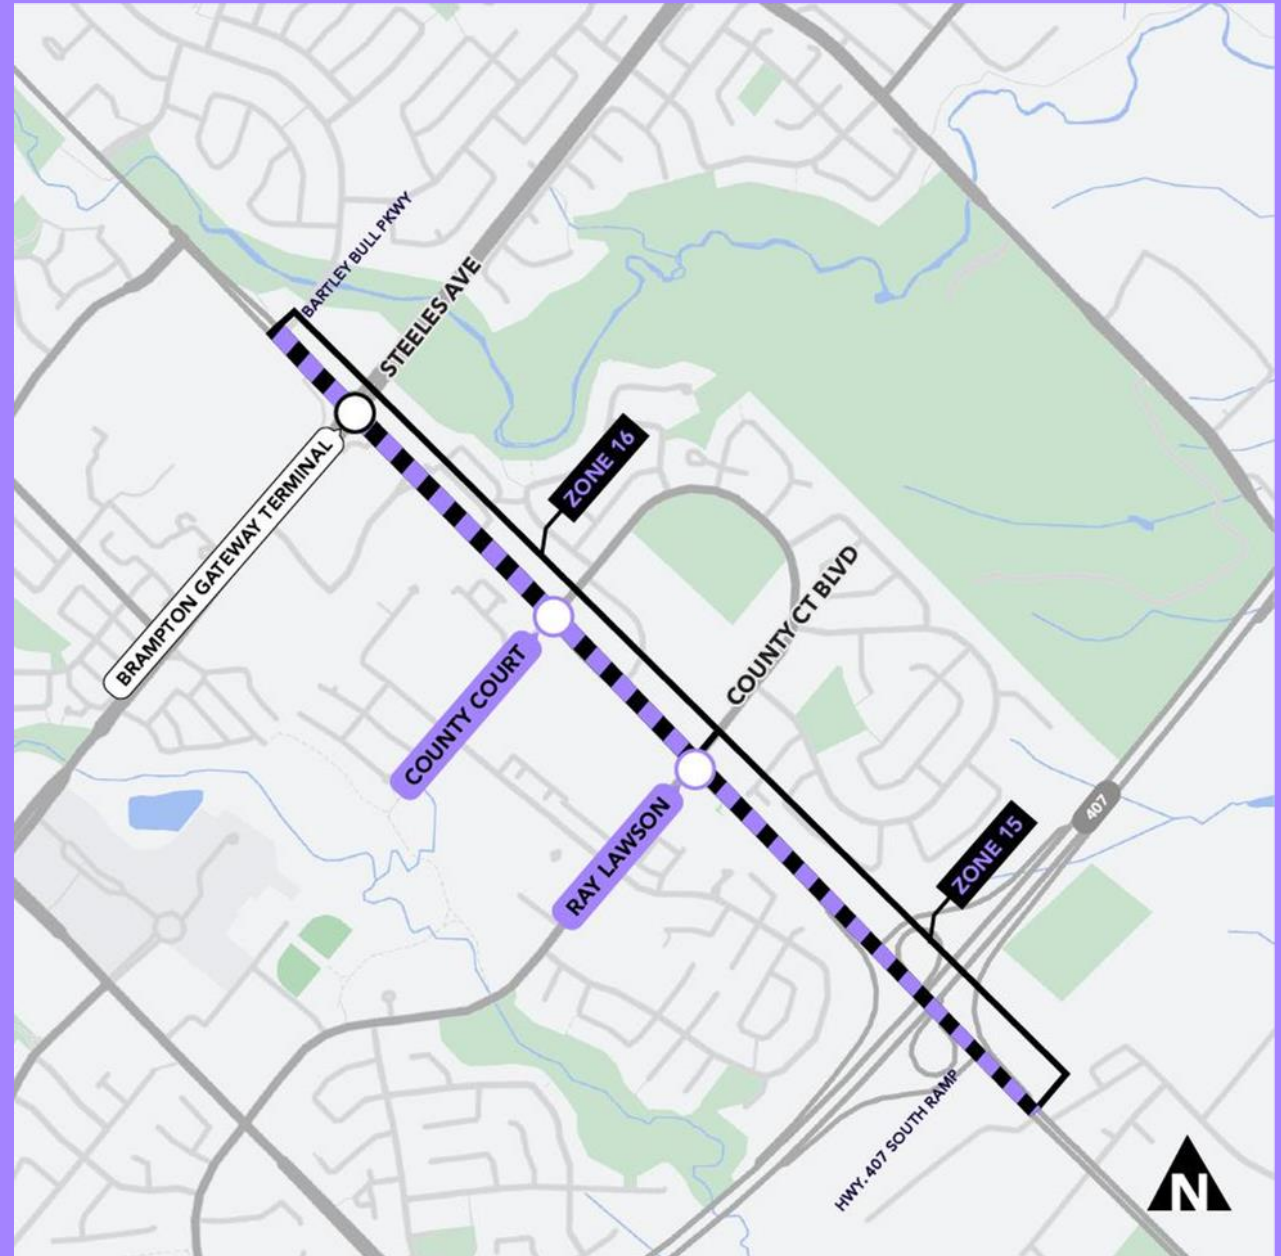 BARTLEY BULL PKWY
STEELES AVE
ZONE 16
BRAMPTON GATEWAY TERMINAL
COUNTY COURT
COUNTY CT BLVD
RAY LAWSON
ZONE 15
407
HWY. 407 SOUTH RAMP
N